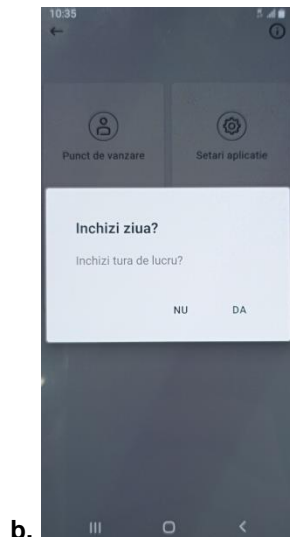 10:35
Punct de vanzare
Setari aplicatie
Inchizi ziua?
Inchizi tura de lucru?
NU DA
b.